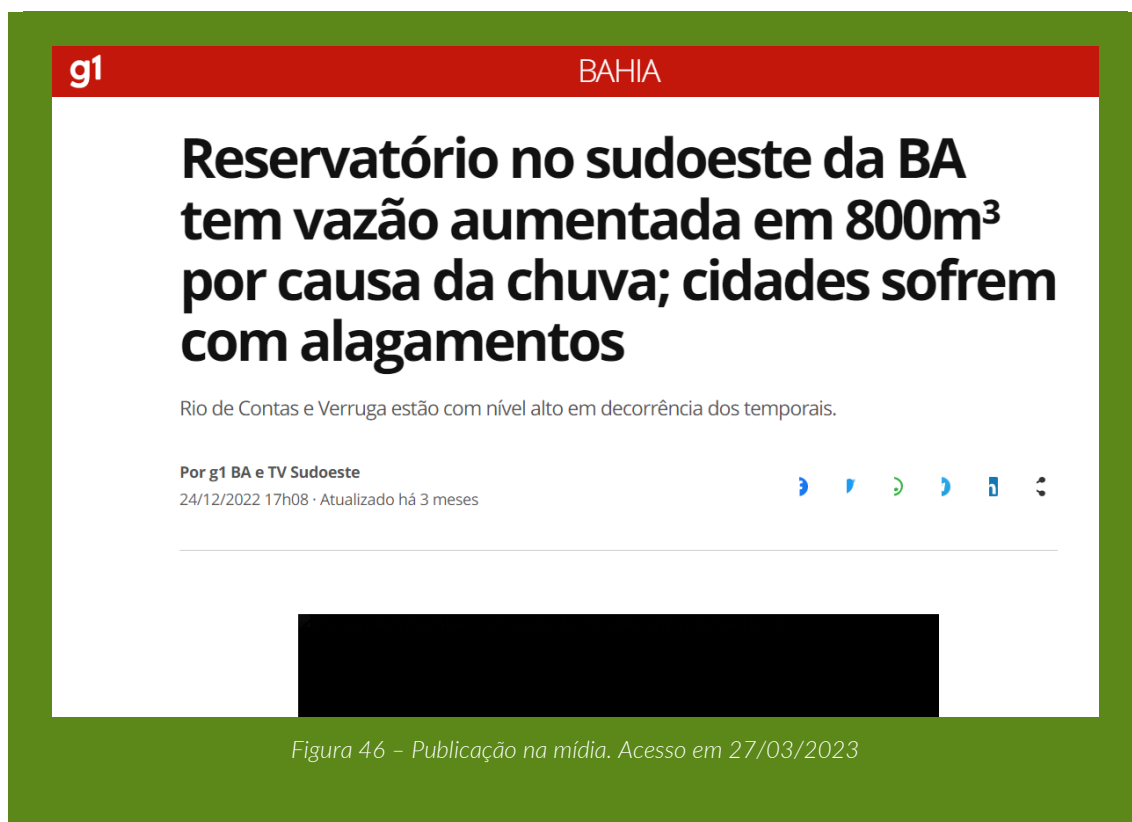 g1
BAHIA
Reservatório no sudoeste da BA
tem vazão aumentada em 800m³
por causa da chuva; cidades sofrem
com alagamentos
Rio de Contas e Verruga estão com nível alto em decorrência dos temporais.
Por g1 BA e TV Sudoeste
24/12/2022 17h08 · Atualizado há 3 meses
Figura 46 – Publicação na mídia. Acesso em 27/03/2023